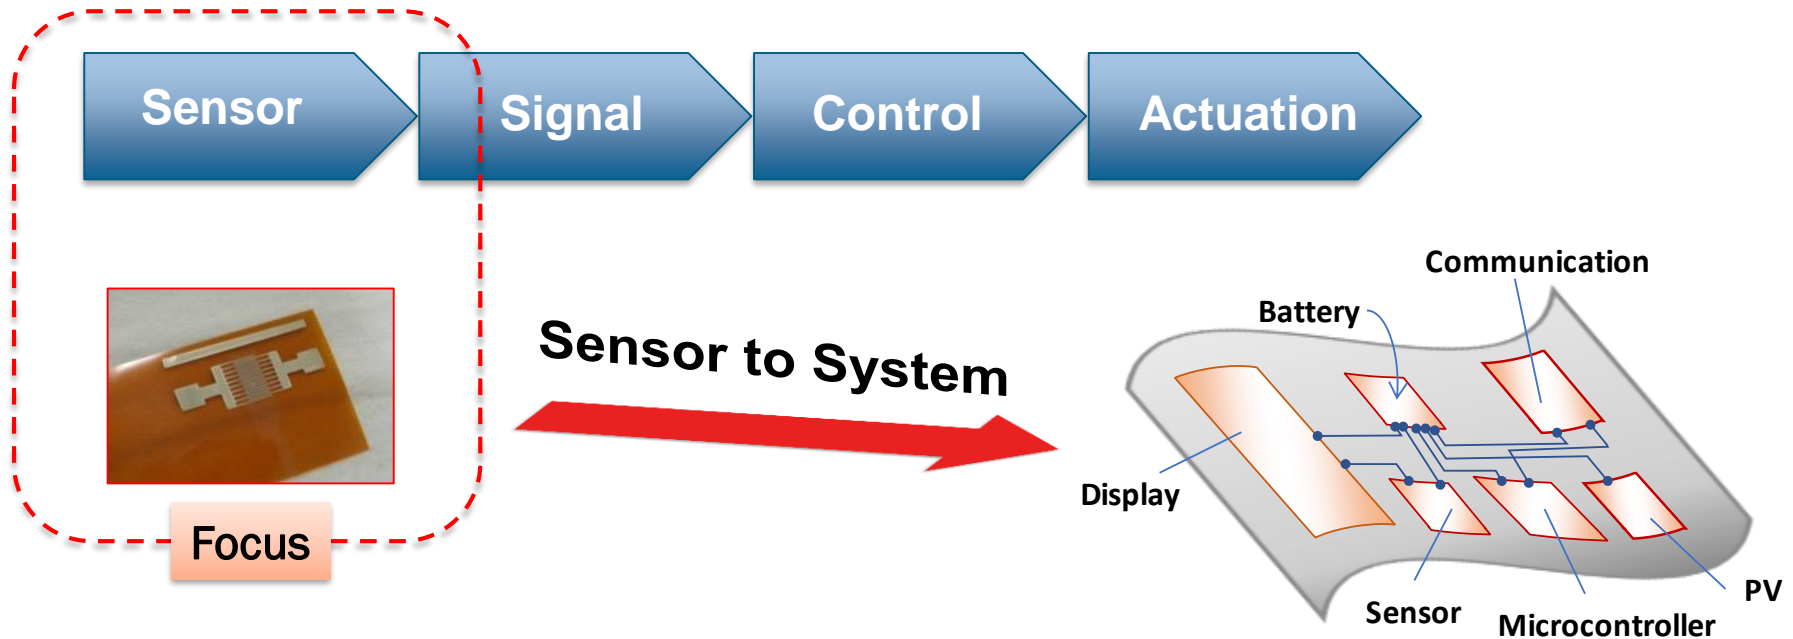 Sensor
Signal
Control
Actuation
Communication
Battery
Sensor to System
Display
Focus
Sensor
Microcontroller
PV